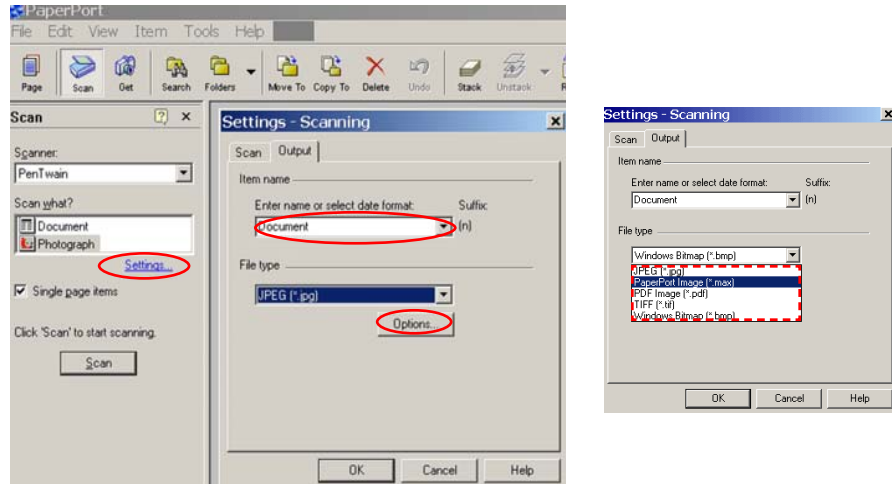 PaperPort
File Edit View Item Tools Help
Page Scan Get Search Folders Move To Copy To Delete Undo Stack Unstack
Scan
Scanner:
PenTwain
Scan what?
Document
Photograph
Settings...
Single page items
Click 'Scan' to start scanning.
Scan
Settings - Scanning
Scan Output
Item name
Enter name or select date format: Suffix:
Document (n)
File type
JPEG (*.jpg)
Options...
OK Cancel Help
Settings - Scanning
Scan Output
Item name
Enter name or select date format: Suffix:
Document (n)
File type
Windows Bitmap (*.bmp)
JPEG (*.jpg)
PaperPort Image (*.max)
PDF Image (*.pdf)
TIFF (*.tif)
Windows Bitmap (*.bmp)
OK Cancel Help